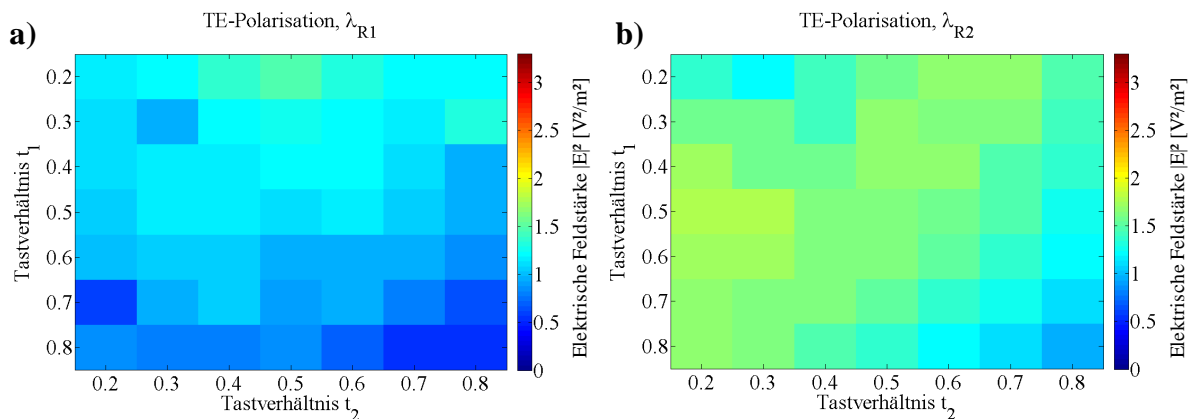 a)
TE-Polarisation, λR1
Tastverhältnis t1
0.2
0.3
0.4
0.5
0.6
0.7
0.8
0.2 0.3 0.4 0.5 0.6 0.7 0.8
Tastverhältnis t2
3
2.5
2
1.5
1
0.5
0
Elektrische Feldstärke |E|² [V²/m²]
b)
TE-Polarisation, λR2
Tastverhältnis t1
0.2
0.3
0.4
0.5
0.6
0.7
0.8
0.2 0.3 0.4 0.5 0.6 0.7 0.8
Tastverhältnis t2
3
2.5
2
1.5
1
0.5
0
Elektrische Feldstärke |E|² [V²/m²]